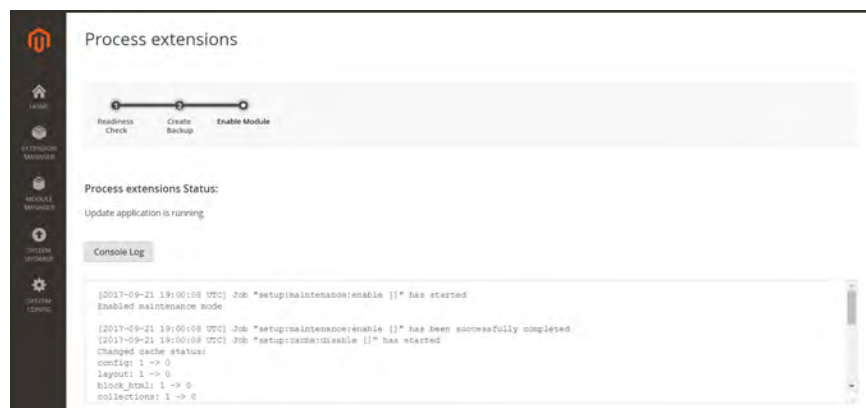 Process extensions
1 2
Readiness Check
Create Backup
Enable Module
HOME
EXTENSION MANAGER
MODULE MANAGER
SYSTEM UPGRADE
SYSTEM CONFIG
Process extensions Status:
Update application is running
Console Log
[2017-09-21 19:00:08 UTC] Job "setup:maintenance:enable []" has started
Enabled maintenance mode
[2017-09-21 19:00:08 UTC] Job "setup:maintenance:enable []" has been successfully completed
[2017-09-21 19:00:08 UTC] Job "setup:cache:disable []" has started
Changed cache status:
config: 1 -> 0
layout: 1 -> 0
block_html: 1 -> 0
collections: 1 -> 0